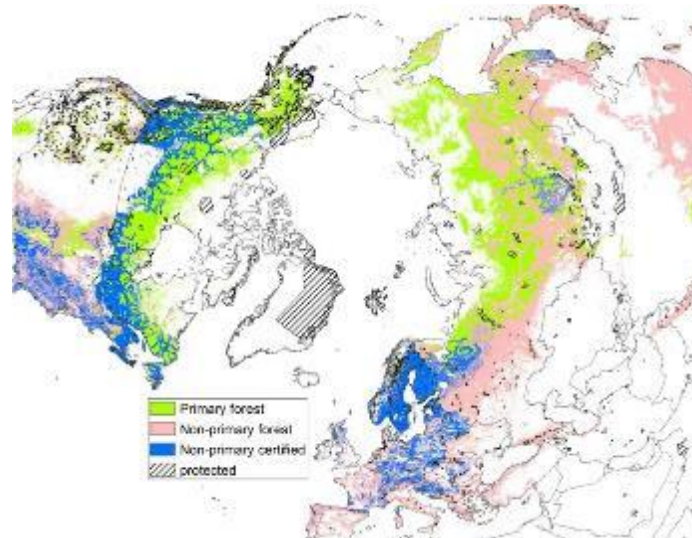 Primary forest
Non-primary forest
Non-primary certified
protected